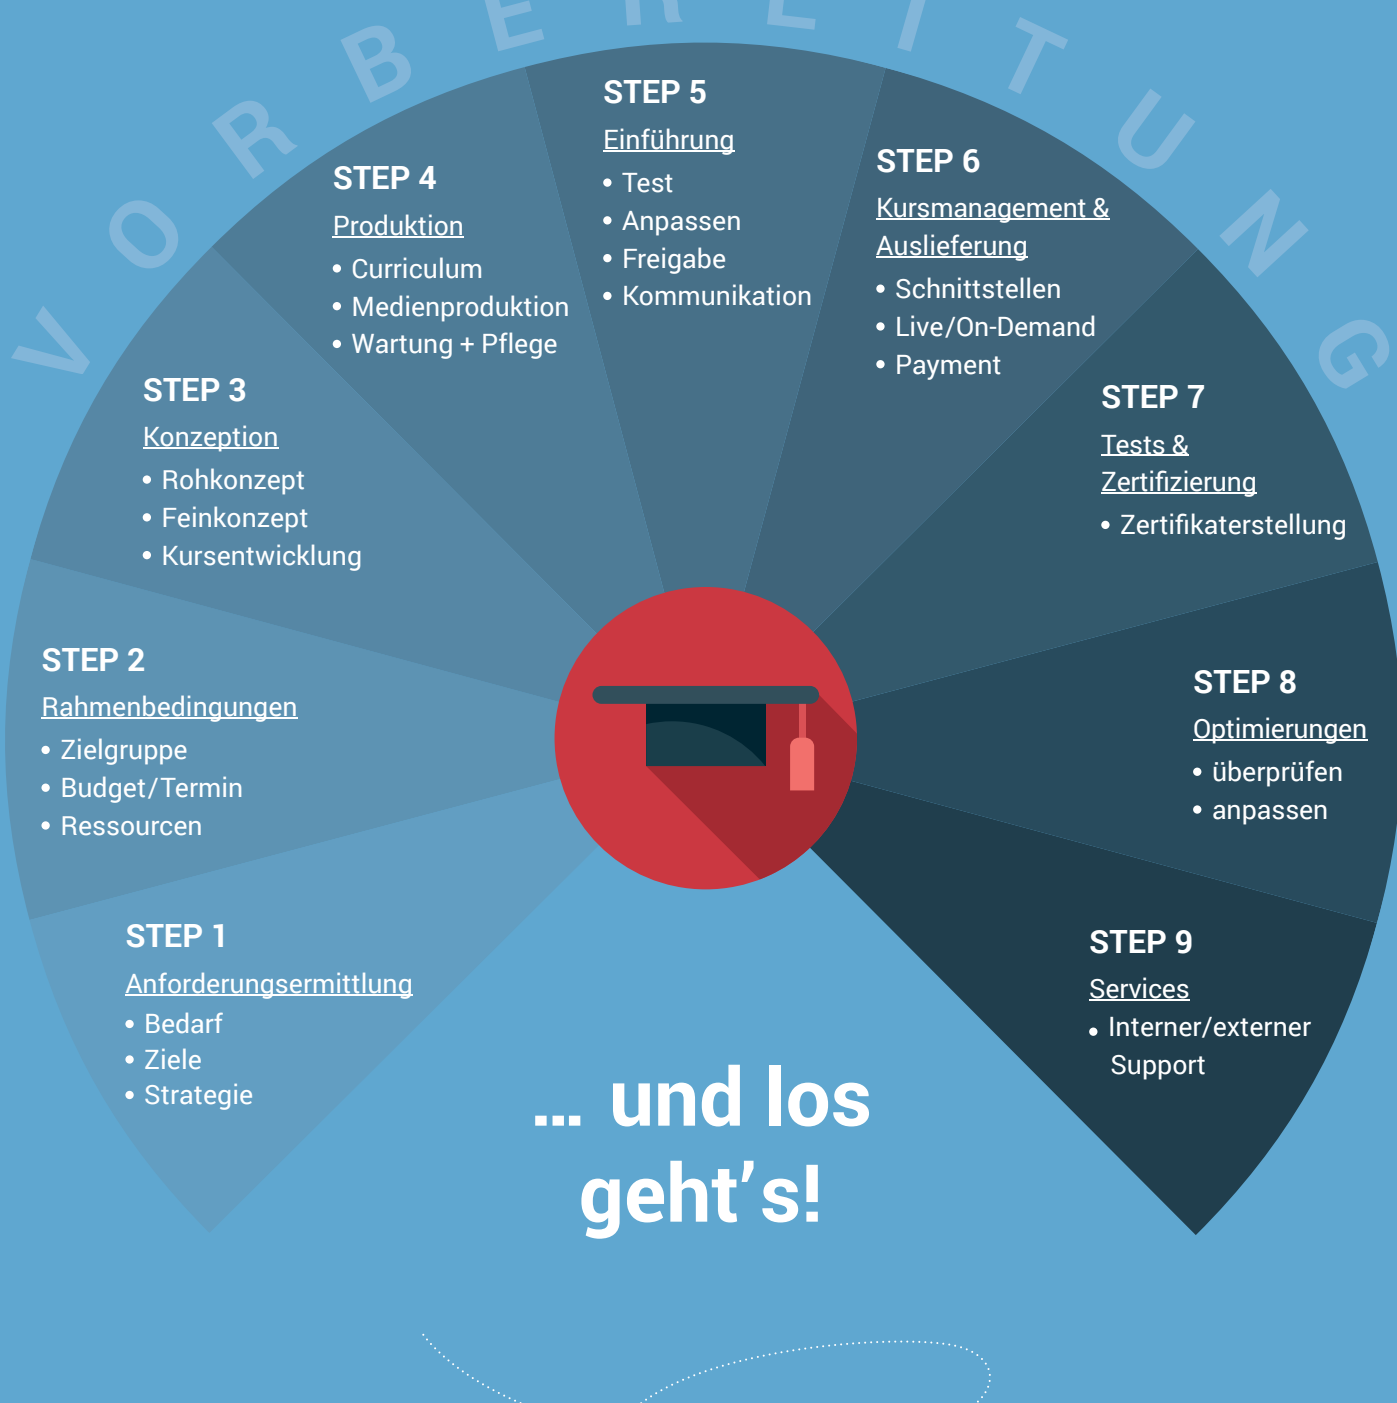 VORBEREITUNG
STEP 1
Anforderungsermittlung
• Bedarf
• Ziele
• Strategie
STEP 2
Rahmenbedingungen
• Zielgruppe
• Budget/Termin
• Ressourcen
STEP 3
Konzeption
• Rohkonzept
• Feinkonzept
• Kursentwicklung
STEP 4
Produktion
• Curriculum
• Medienproduktion
• Wartung + Pflege
STEP 5
Einführung
• Test
• Anpassen
• Freigabe
• Kommunikation
STEP 6
Kursmanagement &
Auslieferung
• Schnittstellen
• Live/On-Demand
• Payment
STEP 7
Tests &
Zertifizierung
• Zertifikaterstellung
STEP 8
Optimierungen
• überprüfen
• anpassen
STEP 9
Services
• Interner/externer
Support
... und los
geht’s!